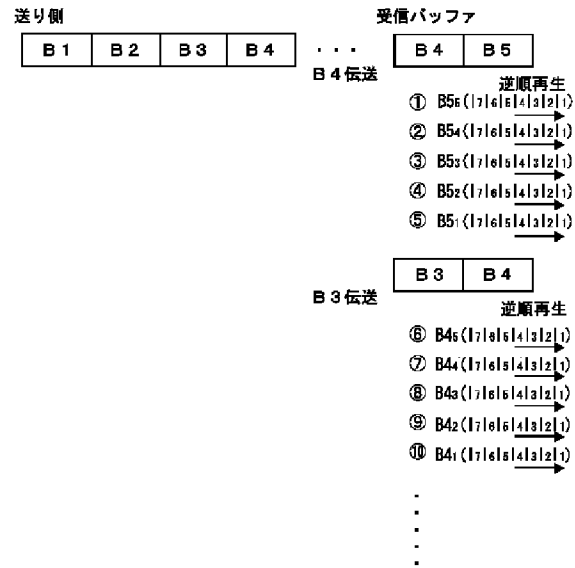 送り側
受信バッファ
B1 B2 B3 B4 ・・・ B4 B5
B4伝送
逆順再生
① B5₅(|7|6|5|4|3|2|1)
② B5₄(|7|6|5|4|3|2|1)
③ B5₃(|7|6|5|4|3|2|1)
④ B5₂(|7|6|5|4|3|2|1)
⑤ B5₁(|7|6|5|4|3|2|1)
B3 B4
B3伝送
逆順再生
⑥ B4₅(|7|6|5|4|3|2|1)
⑦ B4₄(|7|6|5|4|3|2|1)
⑧ B4₃(|7|6|5|4|3|2|1)
⑨ B4₂(|7|6|5|4|3|2|1)
⑩ B4₁(|7|6|5|4|3|2|1)